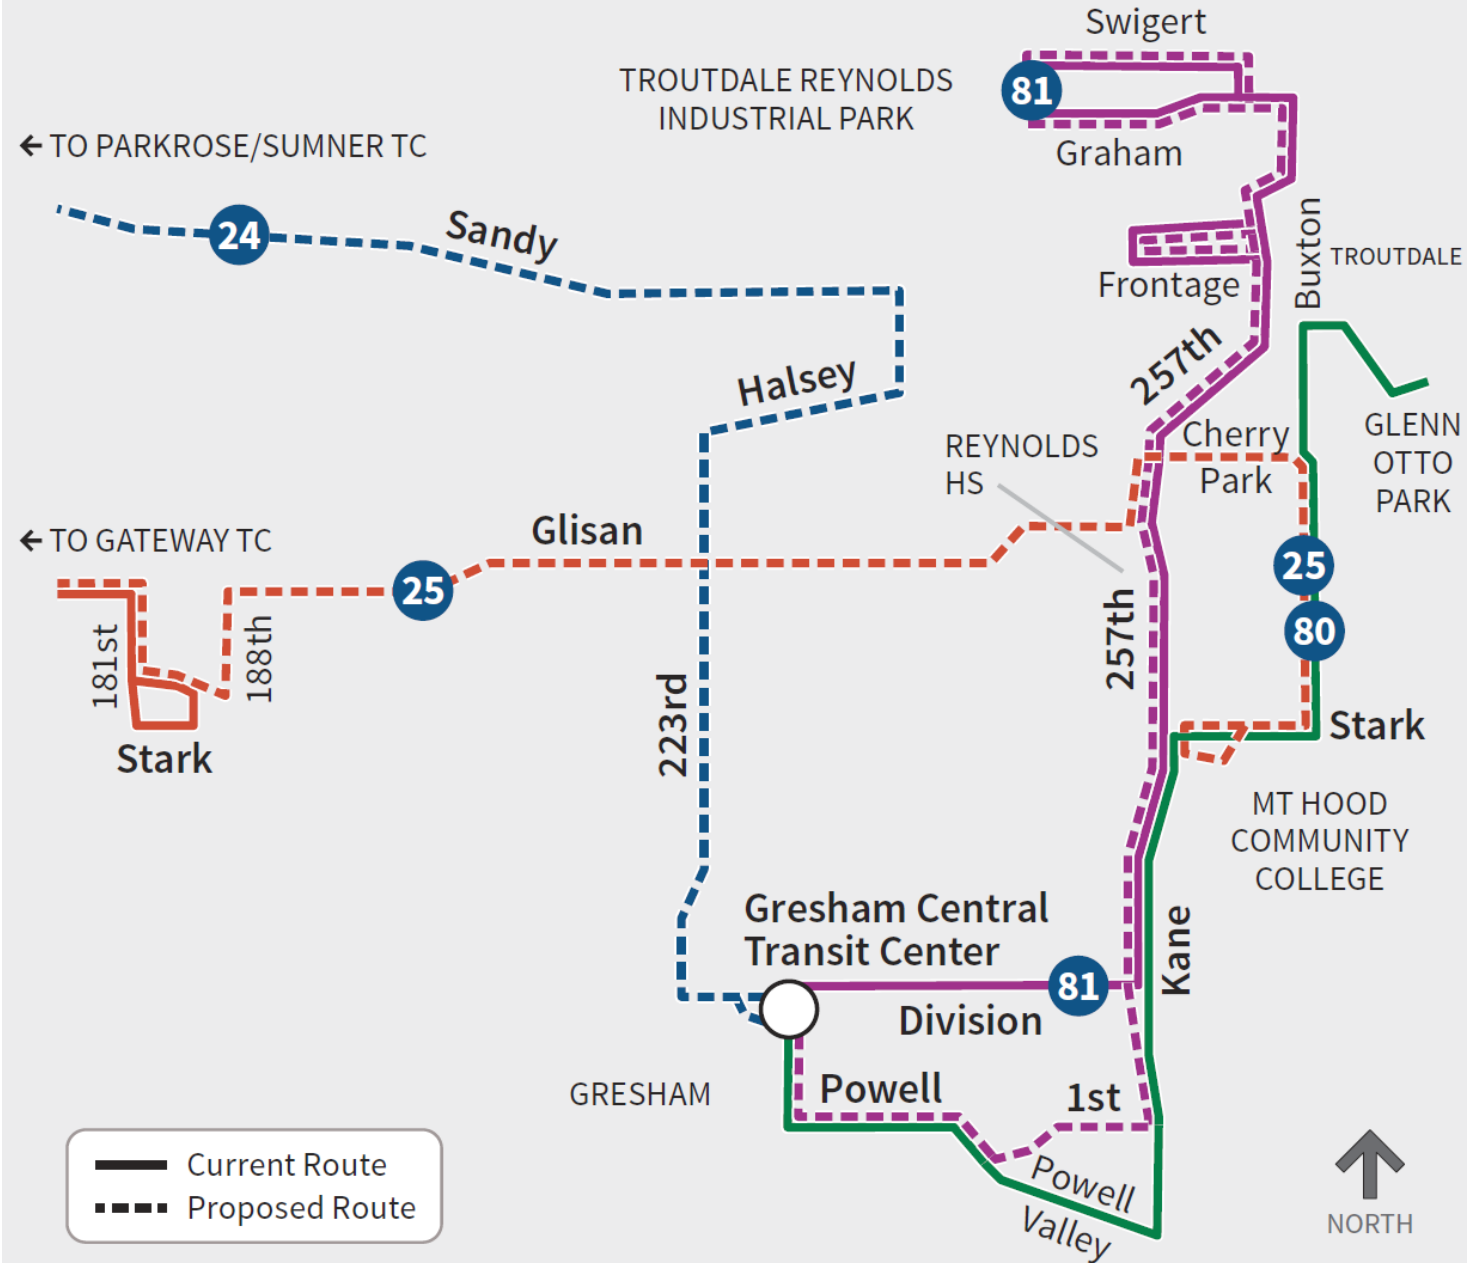 Swigert
TROUTDALE REYNOLDS
INDUSTRIAL PARK
81
Graham
← TO PARKROSE/SUMNER TC
24
Sandy
Buxton
TROUTDALE
Frontage
257th
Halsey
Cherry
Park
REYNOLDS
HS
GLENN
OTTO
PARK
← TO GATEWAY TC
Glisan
25
25
80
181st
188th
Stark
223rd
257th
Stark
MT HOOD
COMMUNITY
COLLEGE
Gresham Central
Transit Center
Kane
81
Division
GRESHAM
Powell
1st
Powell
Valley
Current Route
Proposed Route
NORTH